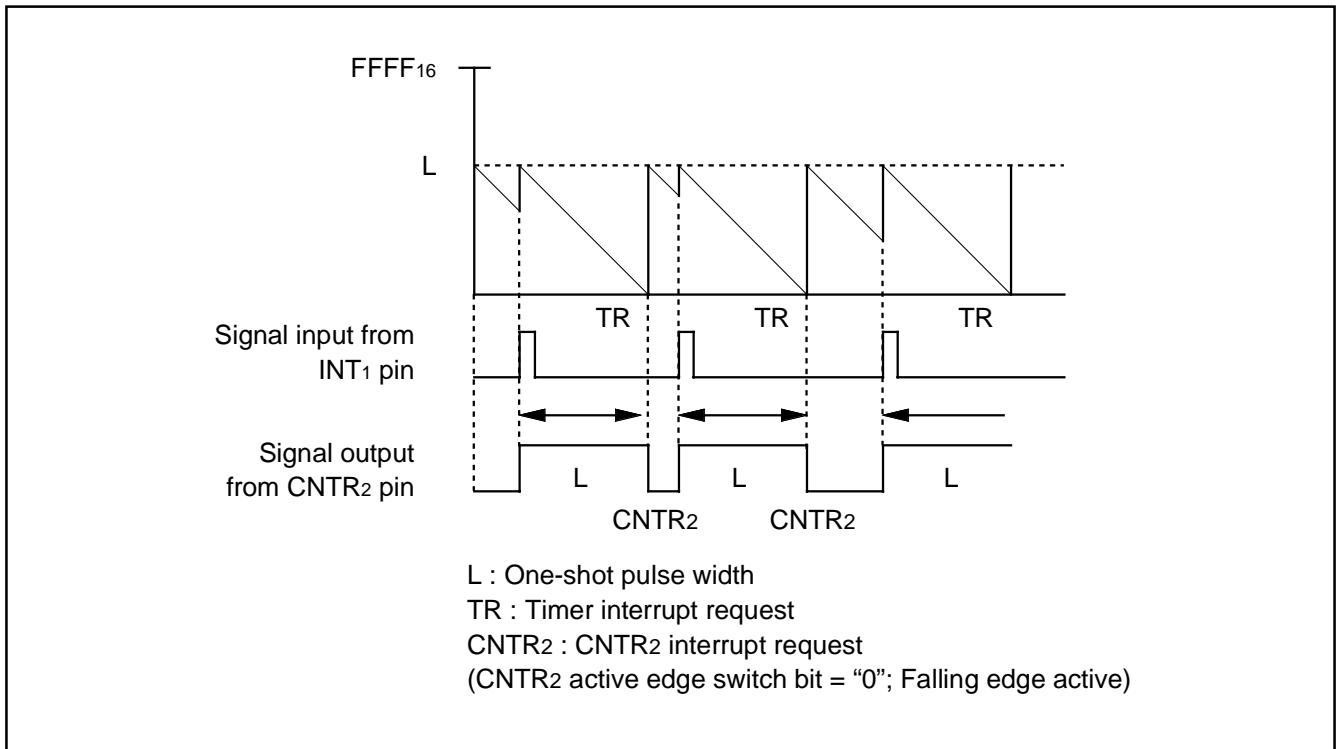 FFFF16
L
TR TR TR
Signal input from
INT1 pin
Signal output
from CNTR2 pin
L L L
CNTR2 CNTR2
L : One-shot pulse width
TR : Timer interrupt request
CNTR2 : CNTR2 interrupt request
(CNTR2 active edge switch bit = “0”; Falling edge active)